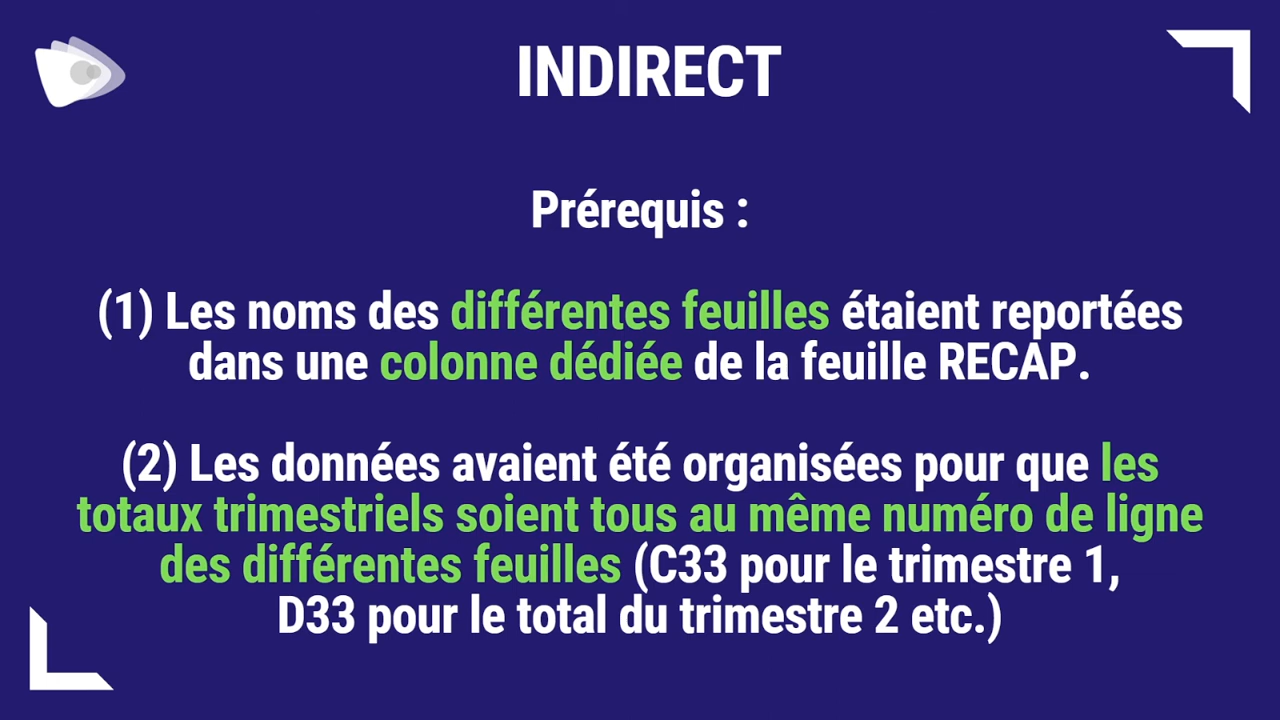 INDIRECT
Prérequis :
(1) Les noms des différentes feuilles étaient reportées
dans une colonne dédiée de la feuille RECAP.
(2) Les données avaient été organisées pour que les
totaux trimestriels soient tous au même numéro de ligne
des différentes feuilles (C33 pour le trimestre 1,
D33 pour le total du trimestre 2 etc.)